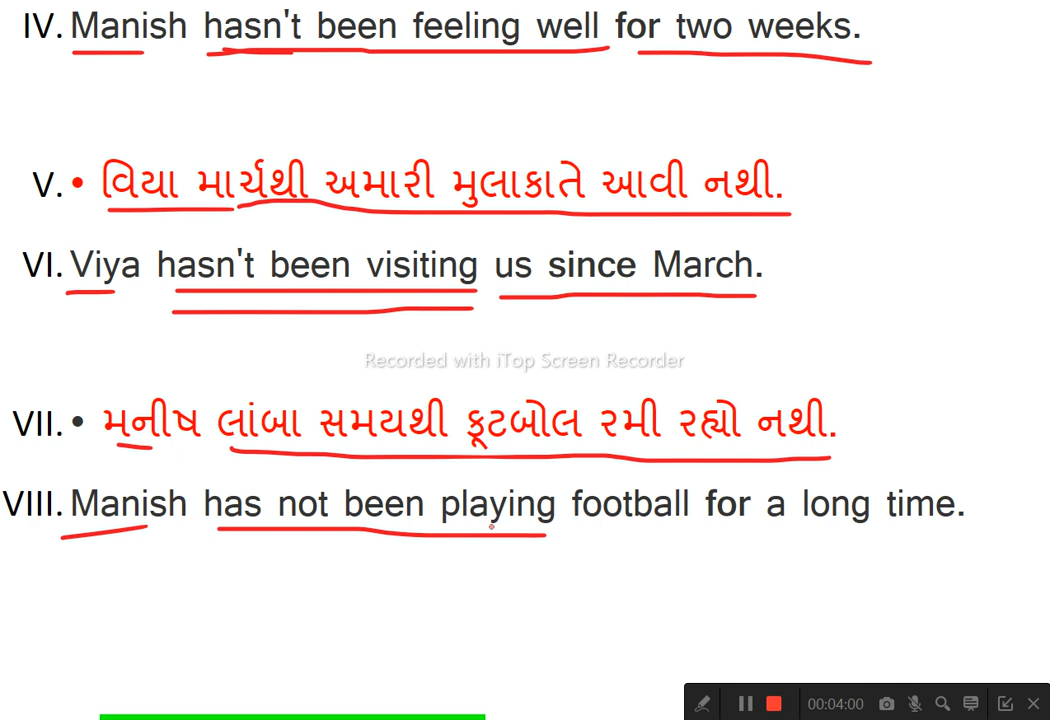 IV. Manish hasn't been feeling well for two weeks.
V. • વિયા માર્ચથી અમારી મુલાકાતે આવી નથી.
VI. Viya hasn't been visiting us since March.
Recorded with iTop Screen Recorder
VII. • મનીષ લાંબા સમયથી ફૂટબોલ રમી રહ્યો નથી.
VIII. Manish has not been playing football for a long time.
00:04:00